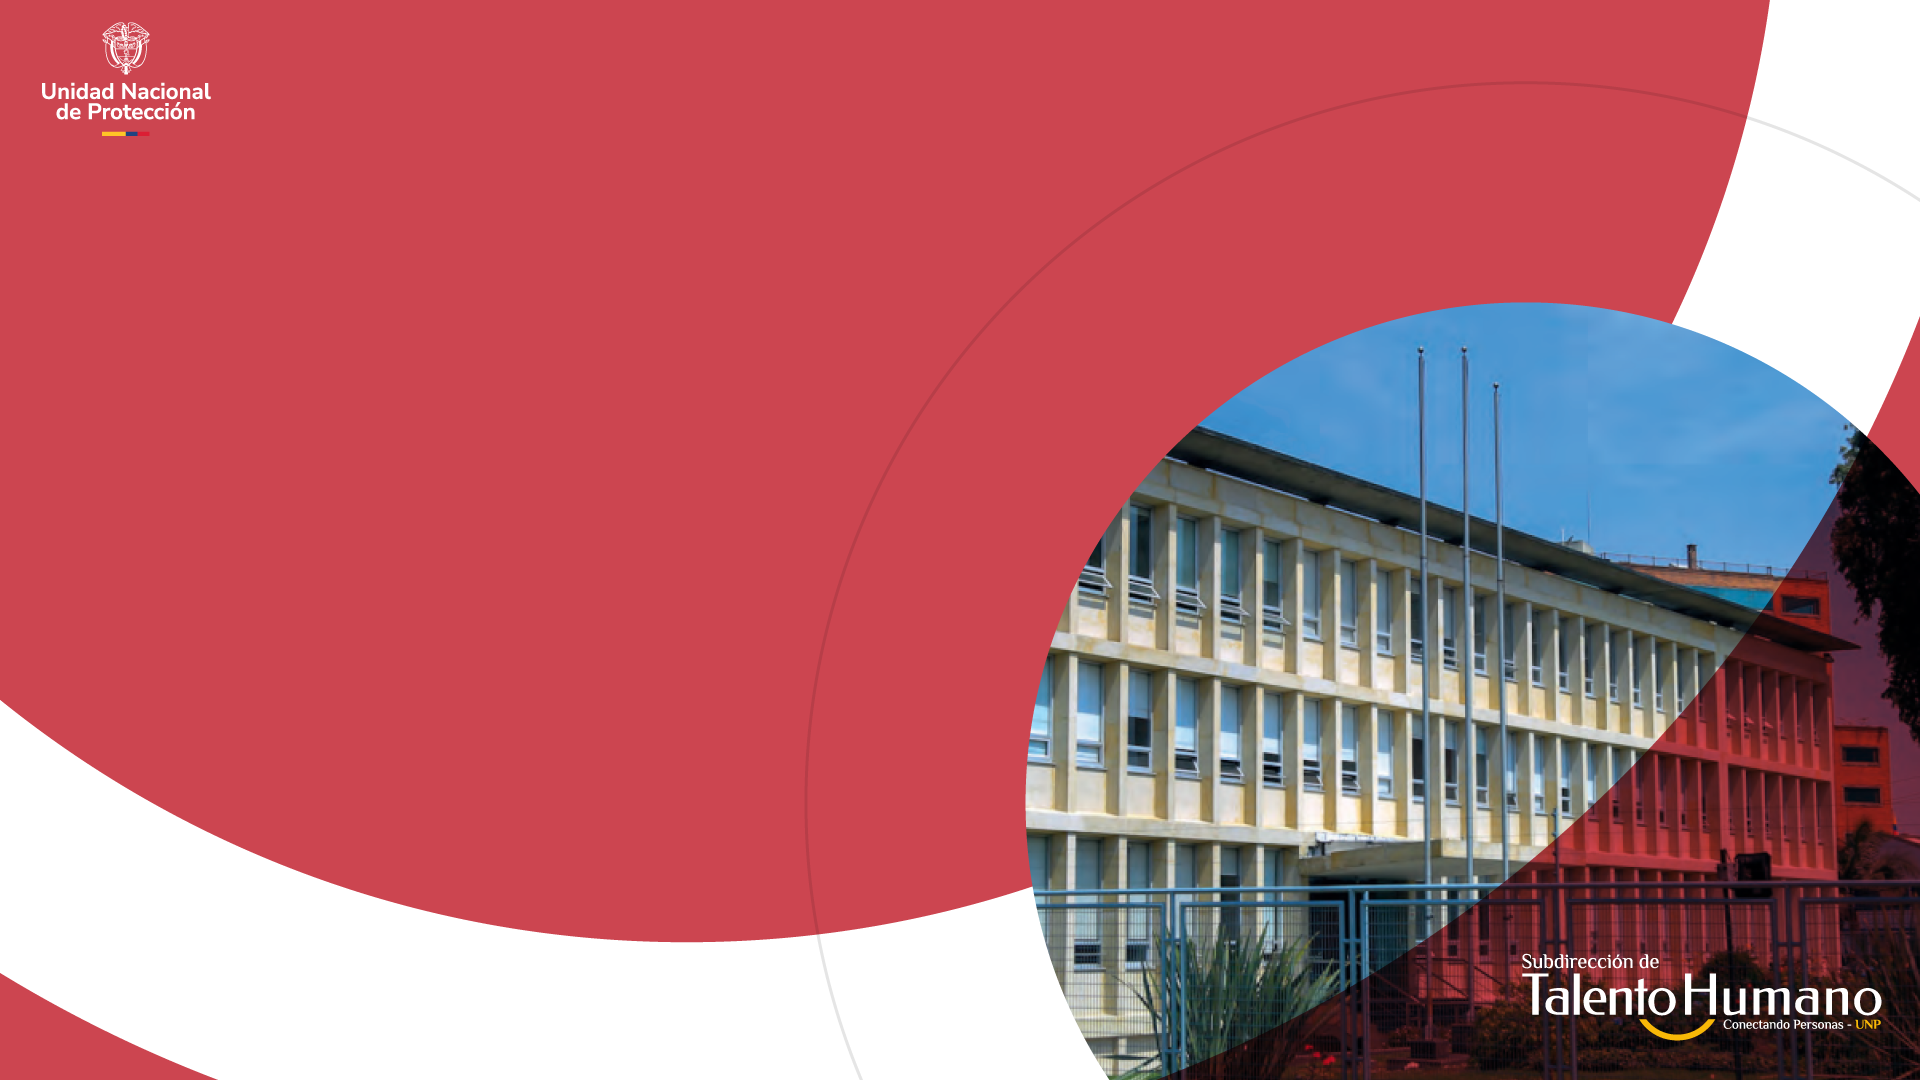 Unidad Nacional
de Protección
Subdirección de
Talento Humano
Conectando Personas - UNP